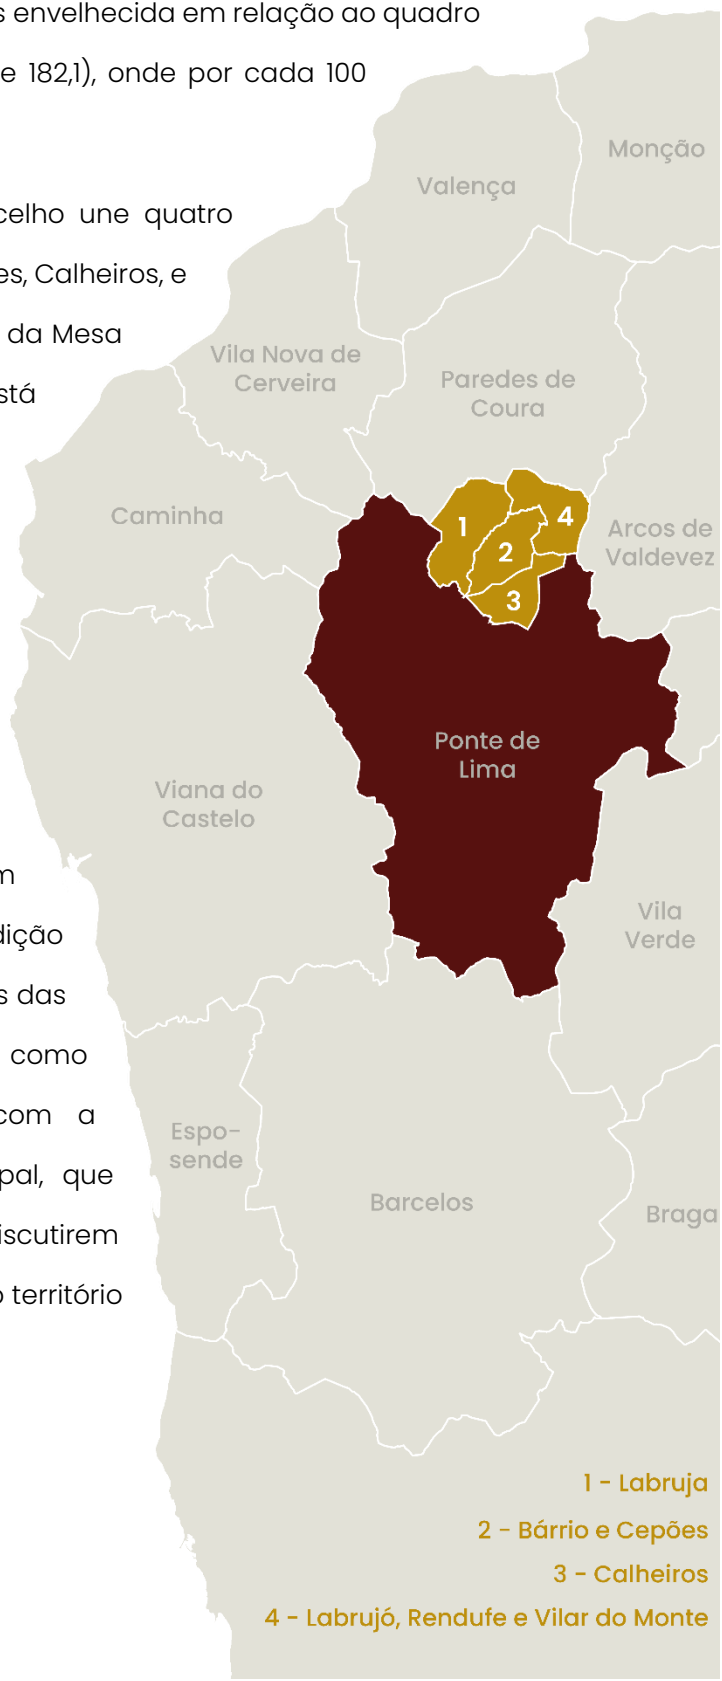 s envelhecida em relação ao quadro
e 182,1), onde por cada 100
Monção
Valença
celho une quatro
es, Calheiros, e
da Mesa
Vila Nova de
Cerveira
Paredes de
Coura
stá
Caminha
1
4
2
3
Arcos de
Valdevez
Ponte de
Lima
Viana do
Castelo
m
Vila
Verde
dição
s das
como
com a
Espo-
sende
pal, que
Barcelos
Braga
iscutirem
o território
1 - Labruja
2 - Bárrio e Cepões
3 - Calheiros
4 - Labrujó, Rendufe e Vilar do Monte